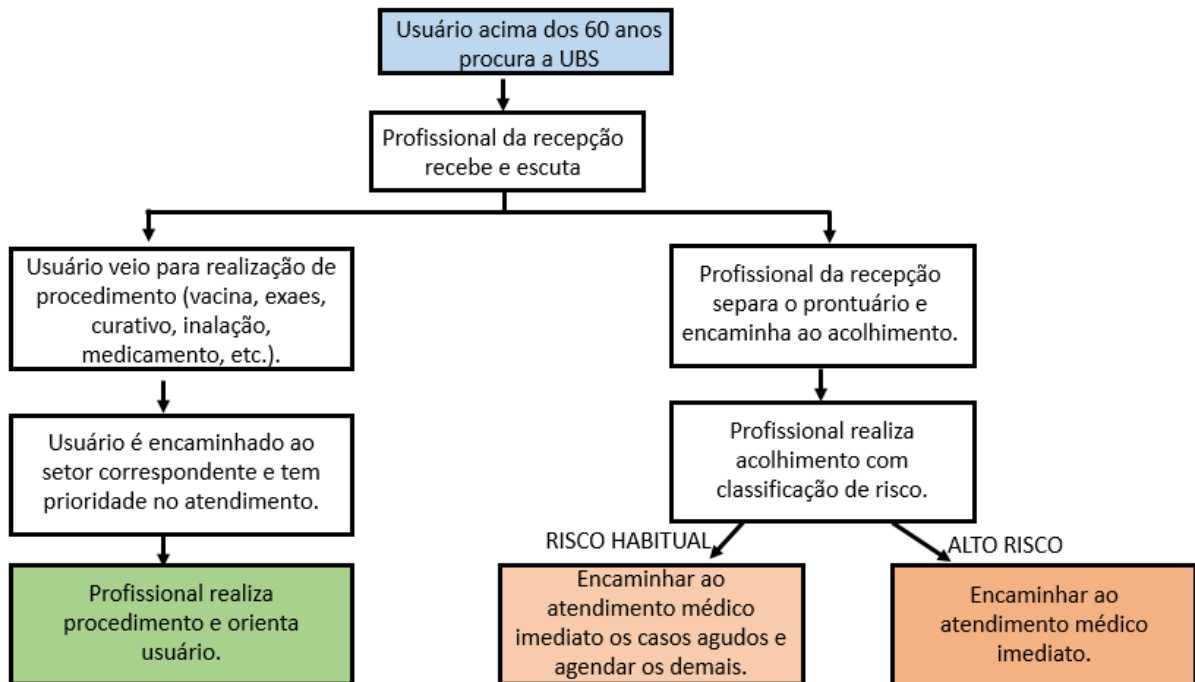 Usuário acima dos 60 anos
procura a UBS
Profissional da recepção
recebe e escuta
Usuário veio para realização de
procedimento (vacina, exaes,
curativo, inalação,
medicamento, etc.).
Profissional da recepção
separa o prontuário e
encaminha ao acolhimento.
Usuário é encaminhado ao
setor correspondente e tem
prioridade no atendimento.
Profissional realiza
acolhimento com
classificação de risco.
RISCO HABITUAL
ALTO RISCO
Profissional realiza
procedimento e orienta
usuário.
Encaminhar ao
atendimento médico
imediato os casos agudos e
agendar os demais.
Encaminhar ao
atendimento médico
imediato.